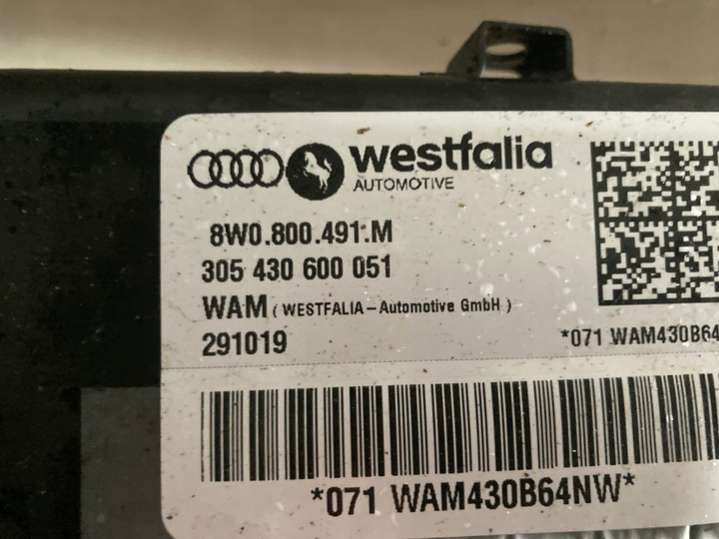 westfalia
AUTOMOTIVE
8W0.800.491.M
305 430 600 051
WAM ( WESTFALIA – Automotive GmbH )
291019
*071 WAM430B64
*071 WAM430B64NW*